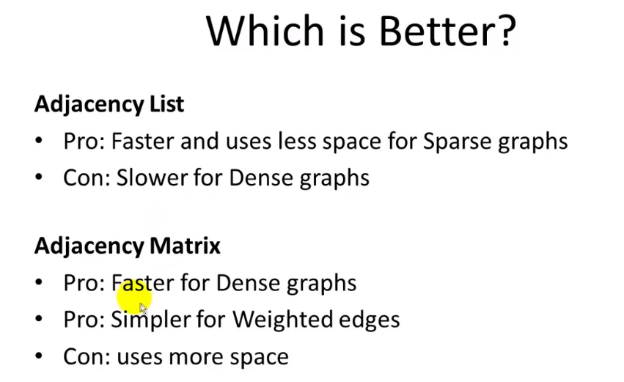 Which is Better?
Adjacency List
• Pro: Faster and uses less space for Sparse graphs
• Con: Slower for Dense graphs
Adjacency Matrix
• Pro: Faster for Dense graphs
• Pro: Simpler for Weighted edges
• Con: uses more space